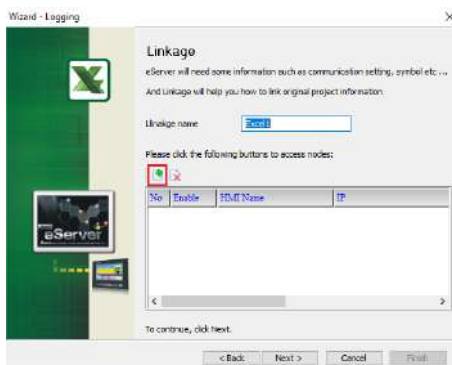 Wizard - Logging
Linkage
eServer will need some information such as communication setting, symbol etc ...
And Linkage will help you how to link original project information
Llnakge name
Excel1
Please click the following buttons to access nodes:
No Enable HMI Name IP
eServer
To continue, click Next.
< Back Next > Cancel Finish